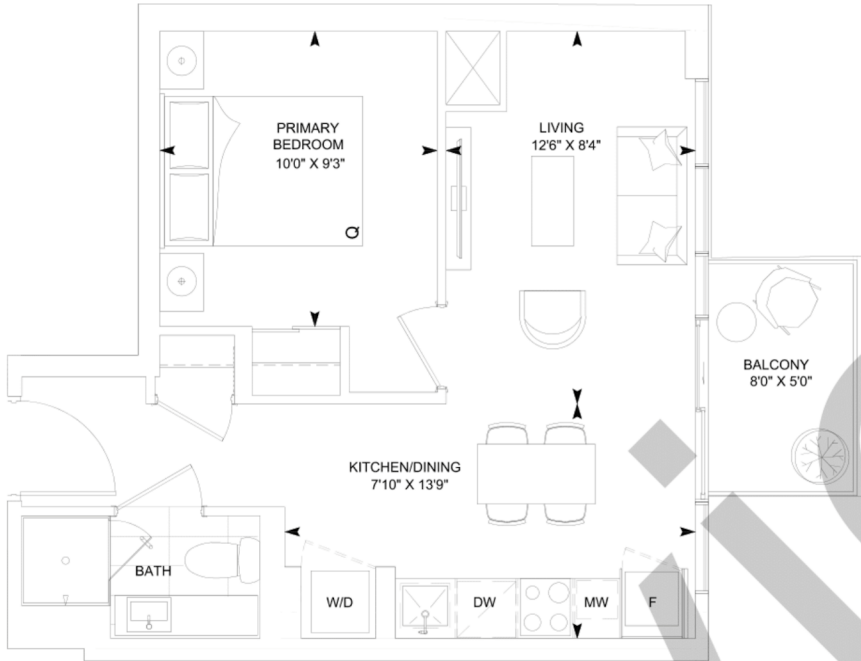 PRIMARY
BEDROOM
10'0" X 9'3"
LIVING
12'6" X 8'4"
Q
BALCONY
8'0" X 5'0"
KITCHEN/DINING
7'10" X 13'9"
BATH
W/D
DW
MW
F